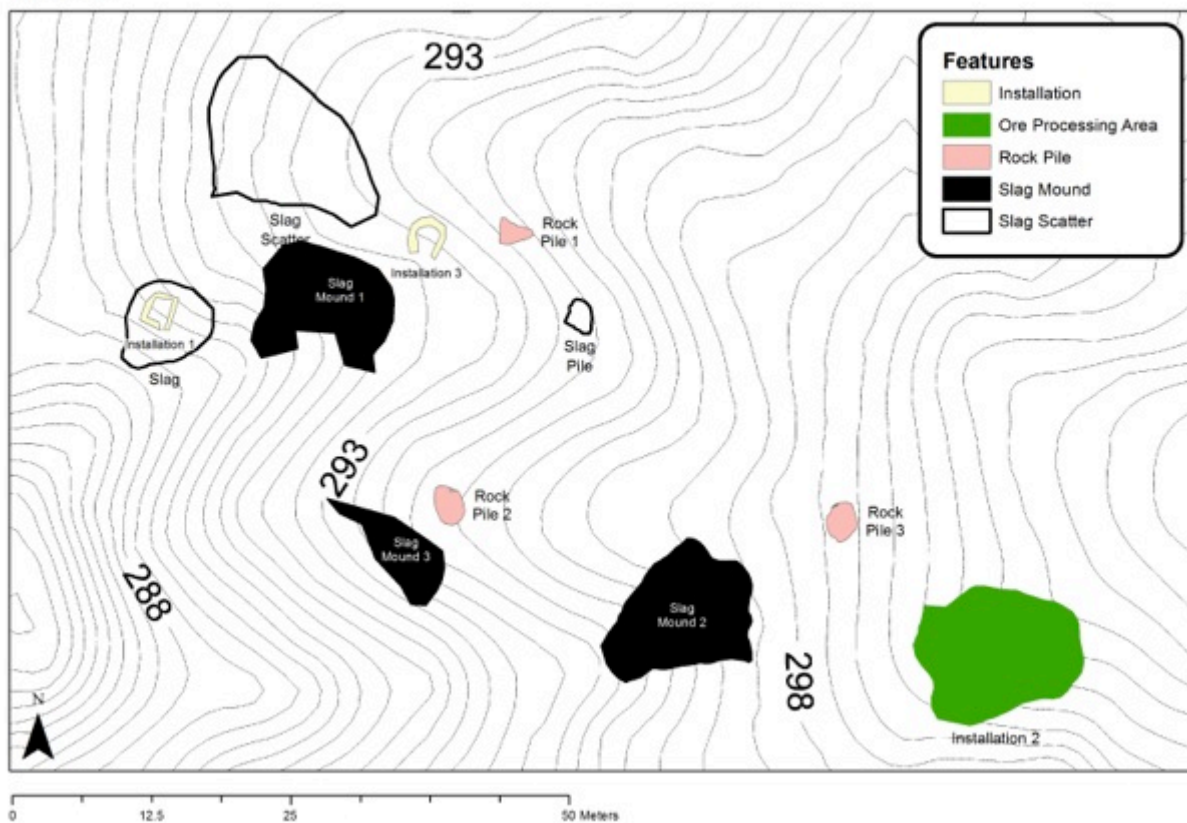 293
Features
Installation
Ore Processing Area
Rock Pile
Slag Mound
Slag Scatter
Slag
Scatter
Rock
Pile 1
Installation 3
Slag
Mound 1
nstallation 1
Slag
Slag
Pile
293
Rock
Pile 2
Rock
Pile 3
Slag
Mound 3
288
Slag
Mound 2
298
N
Installation 2
0
12.5
25
50 Meters